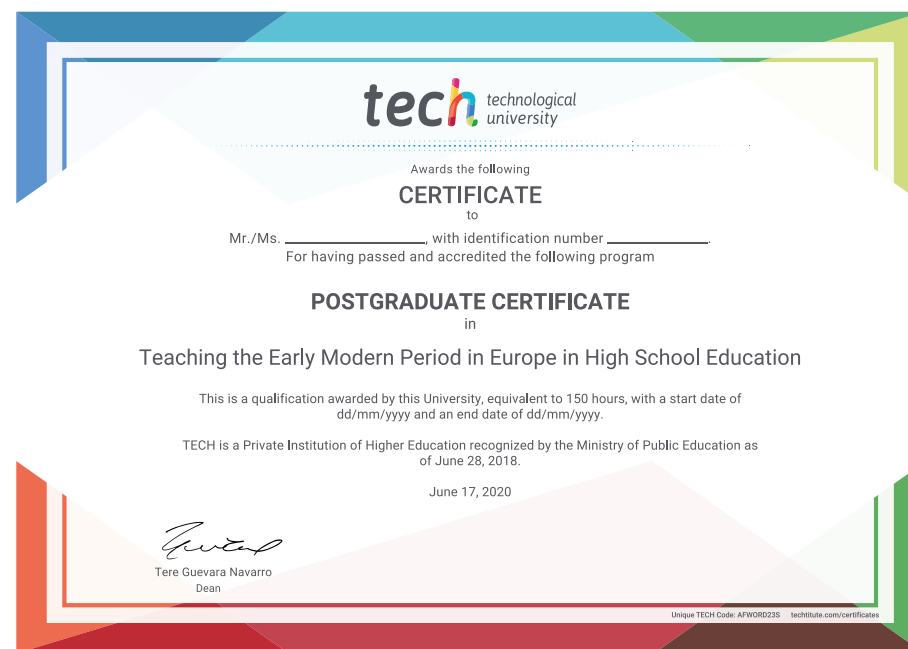 tech technological
university
Awards the following
CERTIFICATE
to
Mr./Ms. ____________________, with identification number ______________.
For having passed and accredited the following program
POSTGRADUATE CERTIFICATE
in
Teaching the Early Modern Period in Europe in High School Education
This is a qualification awarded by this University, equivalent to 150 hours, with a start date of
dd/mm/yyyy and an end date of dd/mm/yyyy.
TECH is a Private Institution of Higher Education recognized by the Ministry of Public Education as
of June 28, 2018.
June 17, 2020
Tere Guevara Navarro
Dean
Unique TECH Code: AFWORD23S techtitute.com/certificates